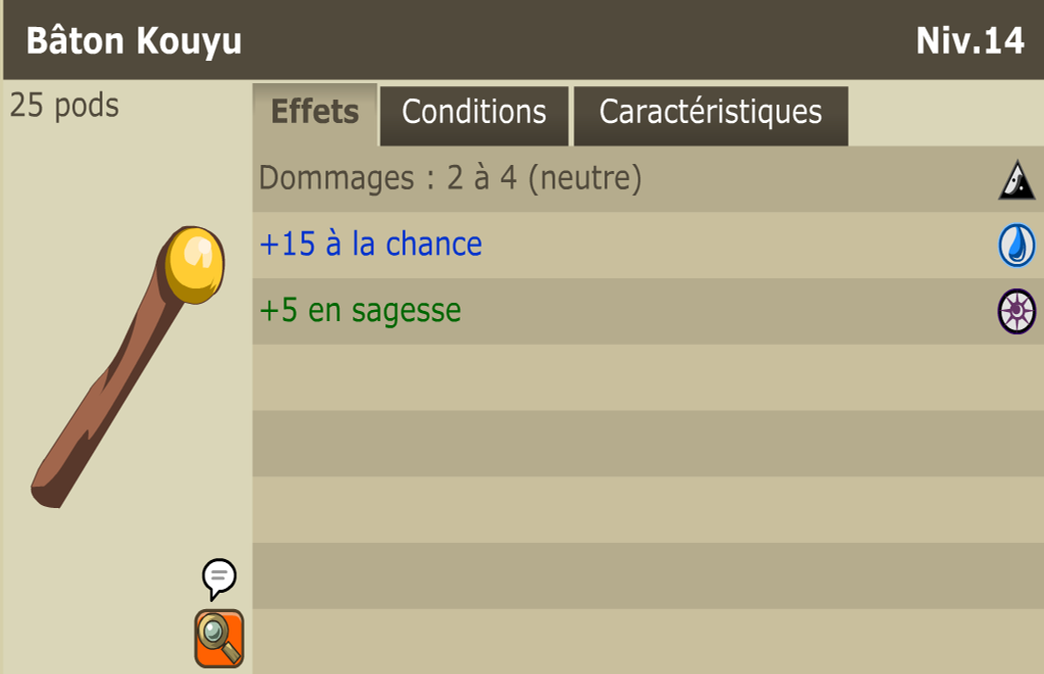 Bâton Kouyu
Niv.14
25 pods
Effets
Conditions
Caractéristiques
Dommages : 2 à 4 (neutre)
+15 à la chance
+5 en sagesse